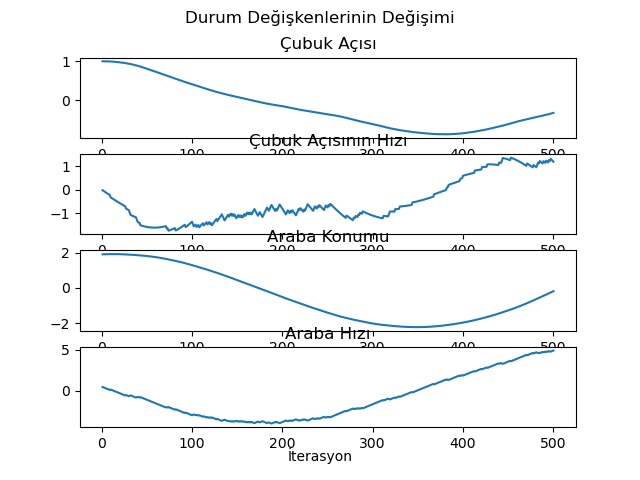 Durum Değişkenlerinin Değişimi
Çubuk Açısı
1
0
0 100 200 300 400 500
Çubuk Açısının Hızı
1
0
−1
0 100 200 300 400 500
Araba Konumu
2
0
−2
0 100 200 300 400 500
Araba Hızı
5
0
0 100 200 300 400 500
Iterasyon